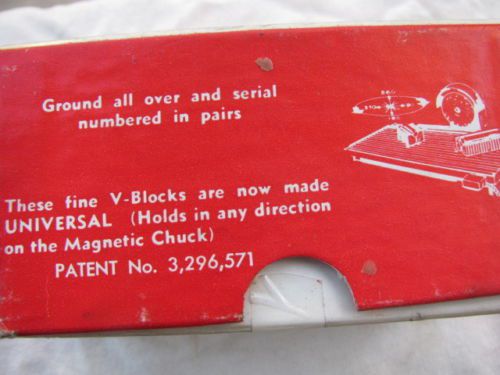 Ground all over and serial
numbered in pairs
These fine V-Blocks are now made
UNIVERSAL (Holds in any direction
on the Magnetic Chuck)
PATENT No. 3,296,571